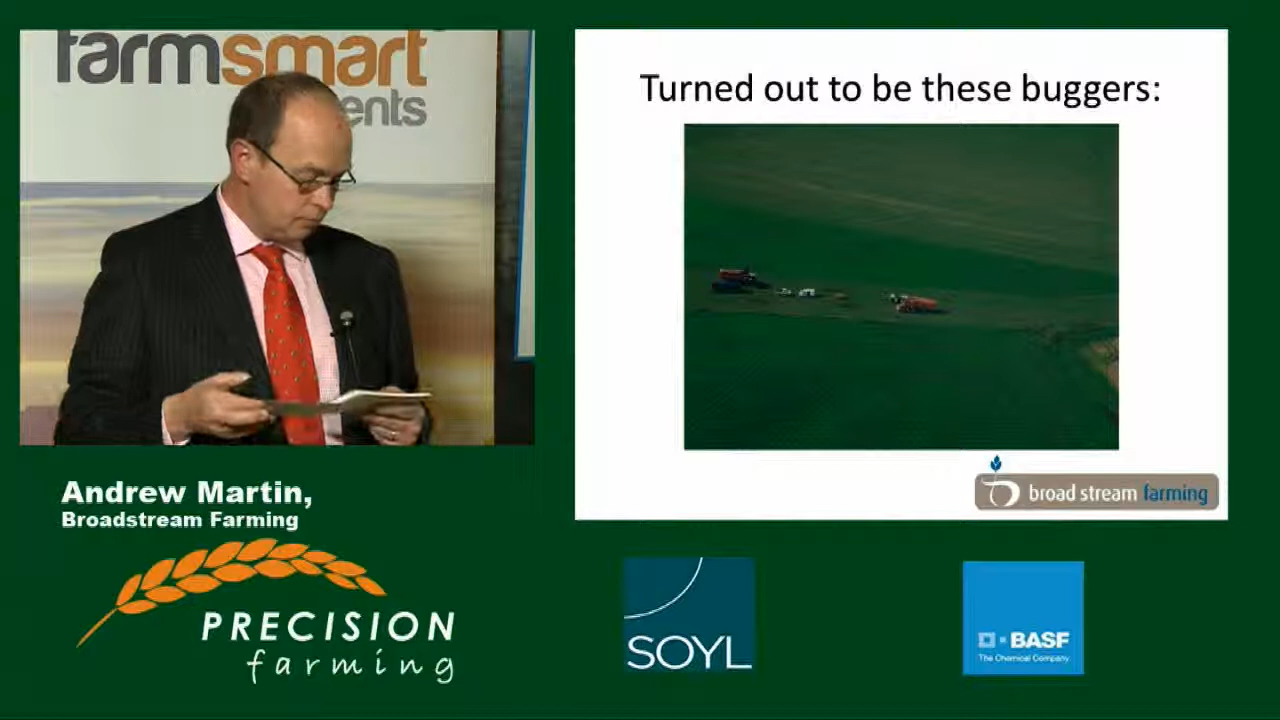 farmsmart
ents
Turned out to be these buggers:
broad stream farming
Andrew Martin,
Broadstream Farming
PRECISION
farming
SOYL
BASF
The Chemical Company